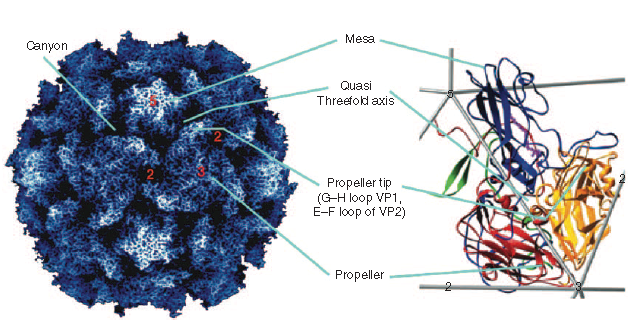 Canyon
Mesa
Quasi
Threefold axis
Propeller tip
(G–H loop VP1,
E–F loop of VP2)
Propeller
5
2
2
3
5
2
2
3